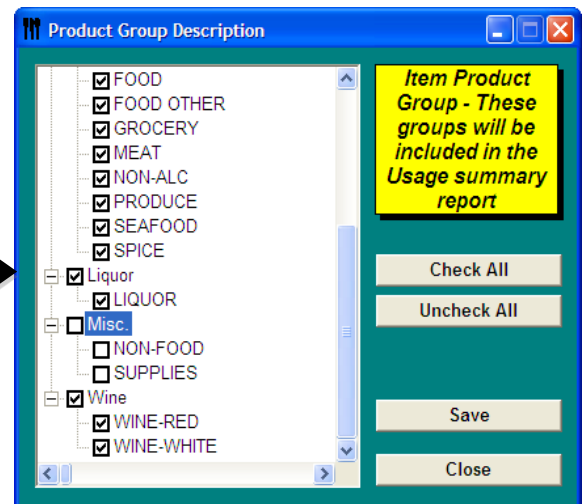 Product Group Description
FOOD
FOOD OTHER
GROCERY
MEAT
NON-ALC
PRODUCE
SEAFOOD
SPICE
Liquor
LIQUOR
Misc.
NON-FOOD
SUPPLIES
Wine
WINE-RED
WINE-WHITE
Item Product
Group - These
groups will be
included in the
Usage summary
report
Check All
Uncheck All
Save
Close